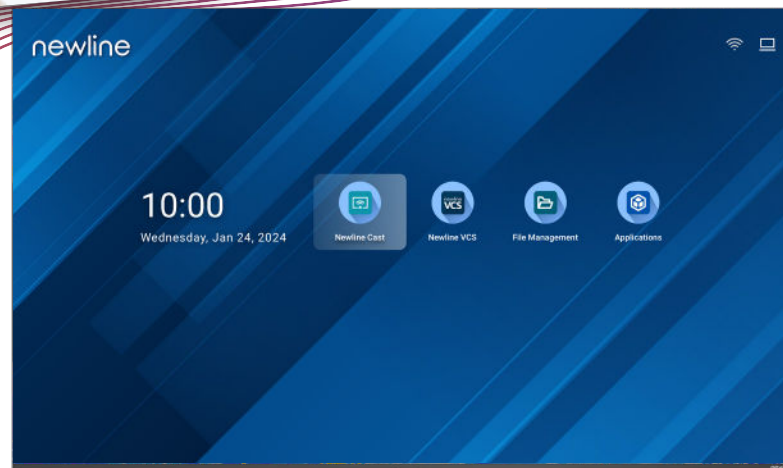 newline
10:00
Wednesday, Jan 24, 2024
Newline Cast
VCS
Newline VCS
File Management
Applications